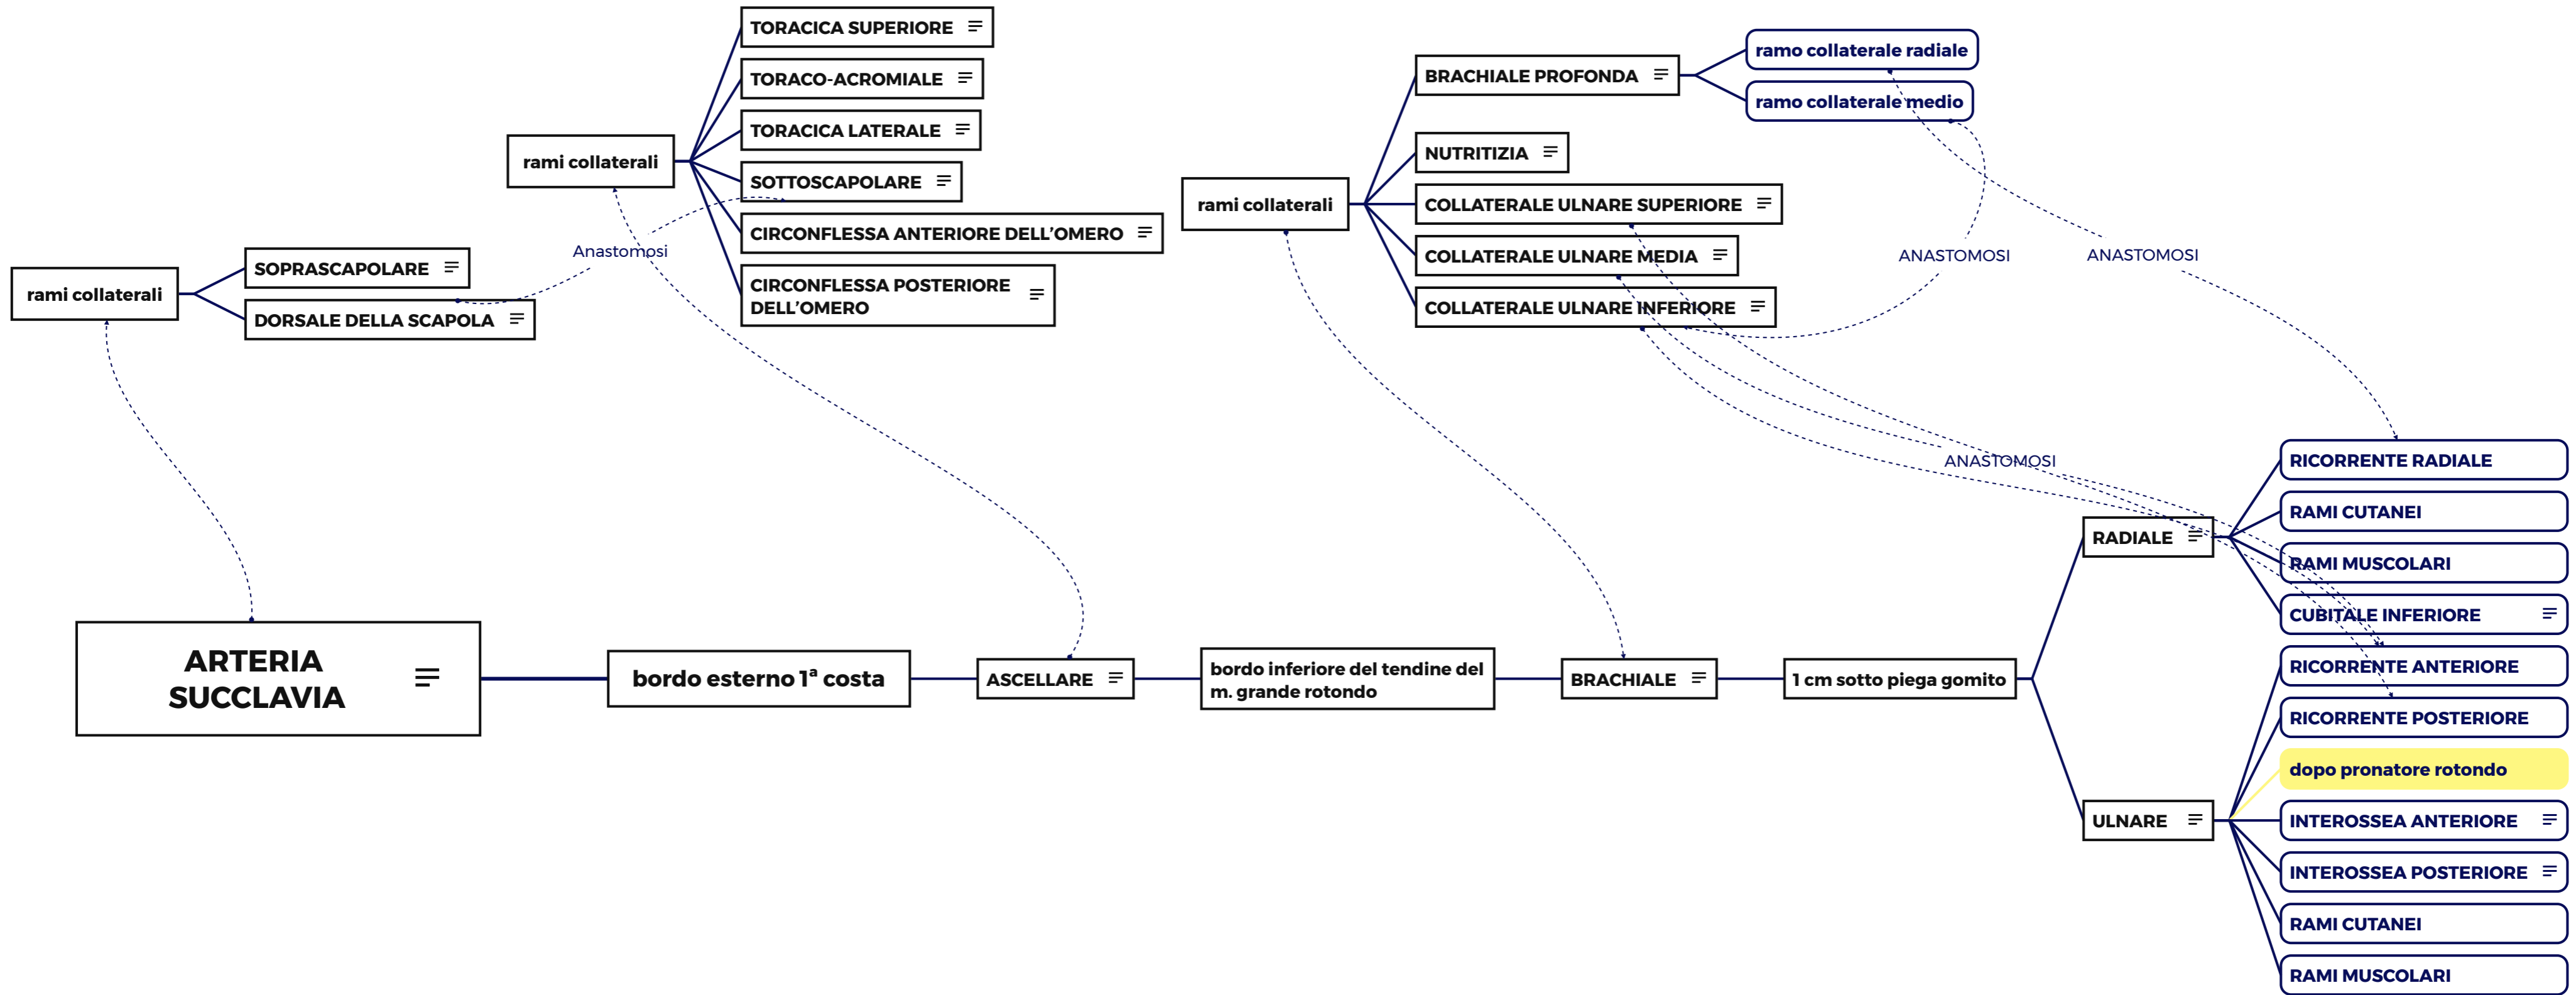 TORACICA SUPERIORE
TORACO-ACROMIALE
TORACICA LATERALE
rami collaterali
SOTTOSCAPOLARE
CIRCONFLESSA ANTERIORE DELL'OMERO
CIRCONFLESSA POSTERIORE
DELL'OMERO
Anastomosi
SOPRASCAPOLARE
rami collaterali
DORSALE DELLA SCAPOLA
BRACHIALE PROFONDA
ramo collaterale radiale
ramo collaterale medio
NUTRITIZIA
rami collaterali
COLLATERALE ULNARE SUPERIORE
COLLATERALE ULNARE MEDIA
COLLATERALE ULNARE INFERIORE
ANASTOMOSI
ANASTOMOSI
ANASTOMOSI
ARTERIA
SUCCLAVIA
bordo esterno 1ª costa
ASCELLARE
bordo inferiore del tendine del
m. grande rotondo
BRACHIALE
1 cm sotto piega gomito
RADIALE
RICORRENTE RADIALE
RAMI CUTANEI
RAMI MUSCOLARI
CUBITALE INFERIORE
ULNARE
RICORRENTE ANTERIORE
RICORRENTE POSTERIORE
dopo pronatore rotondo
INTEROSSEA ANTERIORE
INTEROSSEA POSTERIORE
RAMI CUTANEI
RAMI MUSCOLARI